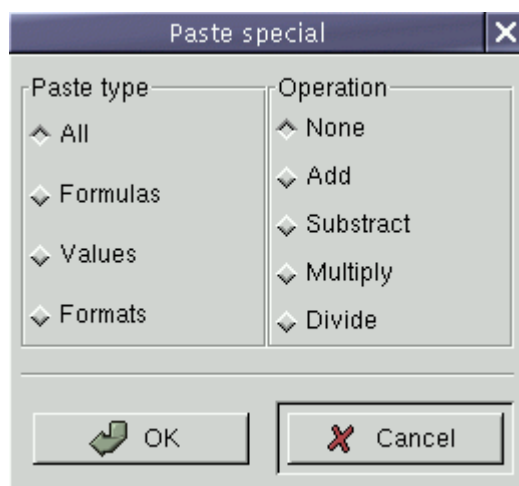 Paste special
Paste type
All
Formulas
Values
Formats
Operation
None
Add
Substract
Multiply
Divide
OK
Cancel